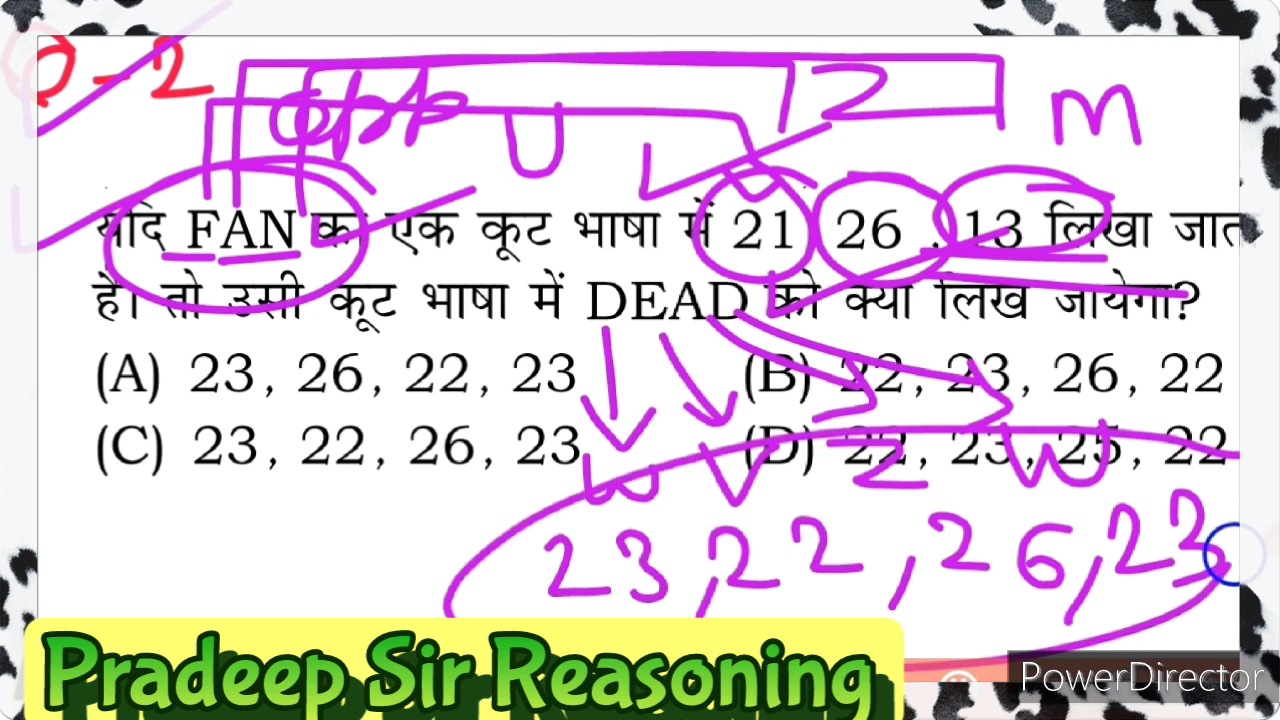 Q-2
opp
U Z M
यदि FAN को एक कूट भाषा में 21, 26, 13 लिखा जात
है। तो उसी कूट भाषा में DEAD को क्या लिख जायेगा?
(A) 23, 26, 22, 23 (B) 22, 23, 26, 22
(C) 23, 22, 26, 23 (D) 22, 23, 25, 22
W V Z W
23, 22, 26, 23
Pradeep Sir Reasoning
PowerDirector